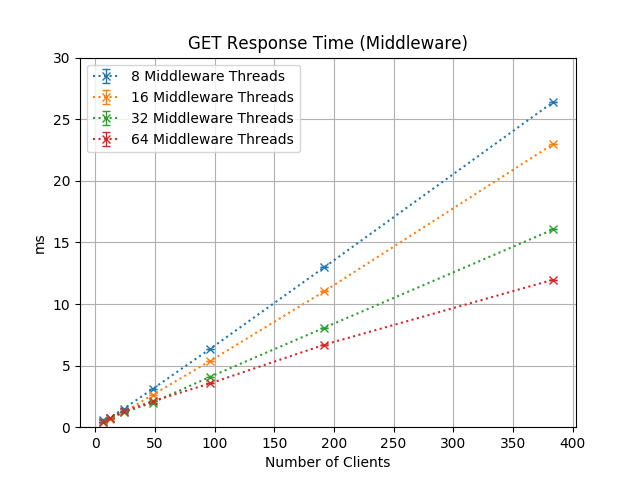 GET Response Time (Middleware)
30
25
20
15
10
5
0
ms
8 Middleware Threads
16 Middleware Threads
32 Middleware Threads
64 Middleware Threads
0 50 100 150 200 250 300 350 400
Number of Clients